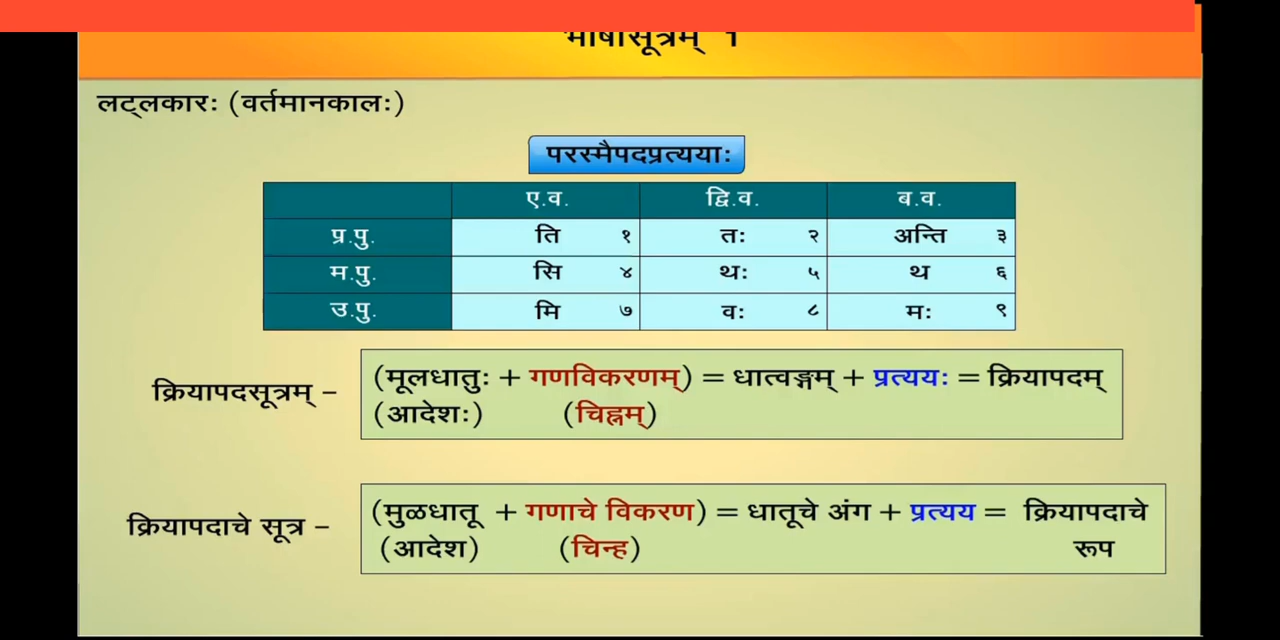 भाषासूत्रम् 1
लट्लकारः (वर्तमानकालः)
परस्मैपदप्रत्ययाः
ए.व. द्वि.व. ब.व.
प्र.पु. ति १ तः २ अन्ति ३
म.पु. सि ४ थः ५ थ ६
उ.पु. मि ७ वः ८ मः ९
क्रियापदसूत्रम् – (मूलधातुः + गणविकरणम्) = धात्वङ्गम् + प्रत्ययः = क्रियापदम्
(आदेशः) (चिह्नम्)
क्रियापदाचे सूत्र – (मुळधातू + गणाचे विकरण) = धातूचे अंग + प्रत्यय = क्रियापदाचे
(आदेश) (चिन्ह) रूप